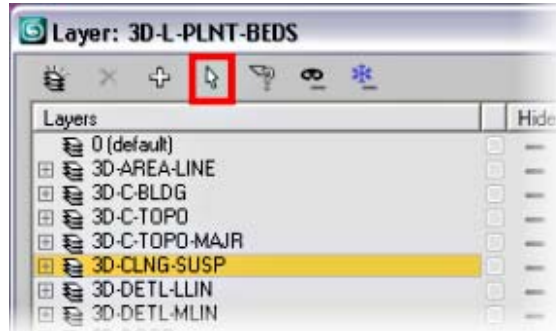 Layer: 3D-L-PLNT-BEDS
Layers Hide
0 (default)
3D-AREA-LINE
3D-C-BLDG
3D-C-TOPO
3D-C-TOPO-MAJR
3D-CLNG-SUSP
3D-DETL-LLIN
3D-DETL-MLIN